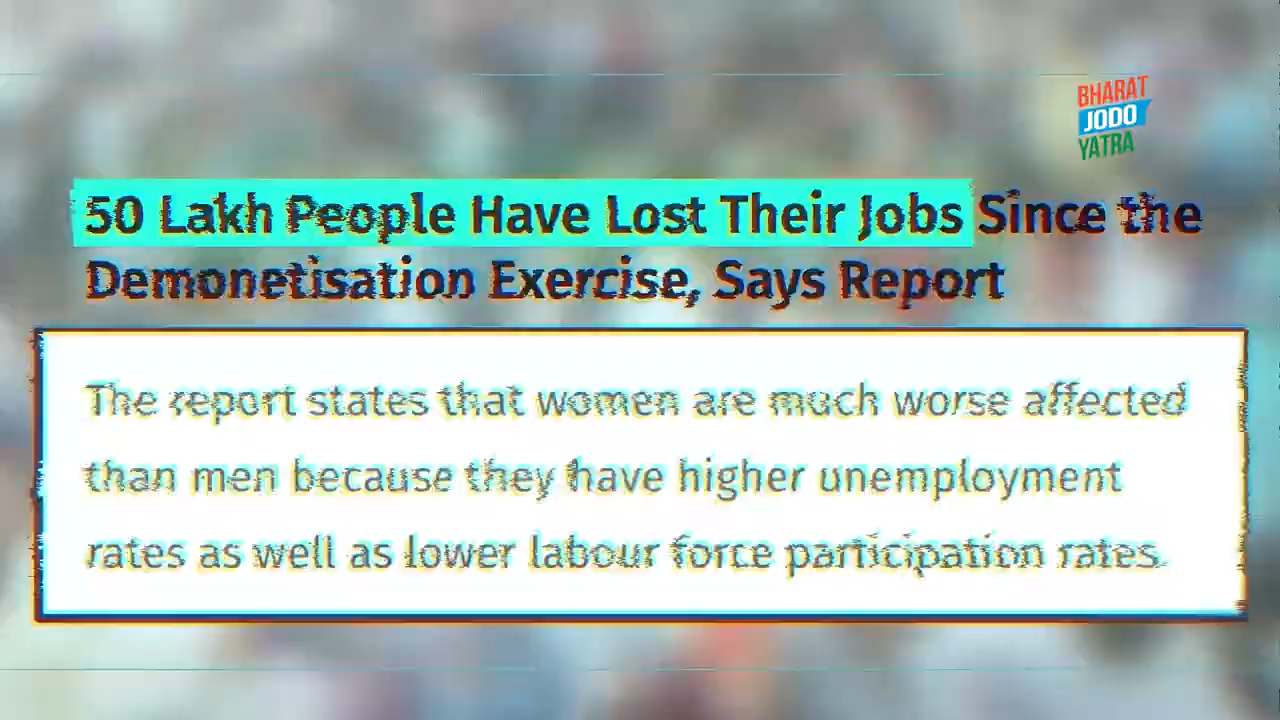 BHARAT
JODO
YATRA
50 Lakh People Have Lost Their Jobs Since the
Demonetisation Exercise, Says Report
The report states that women are much worse affected
than men because they have higher unemployment
rates as well as lower labour force participation rates.